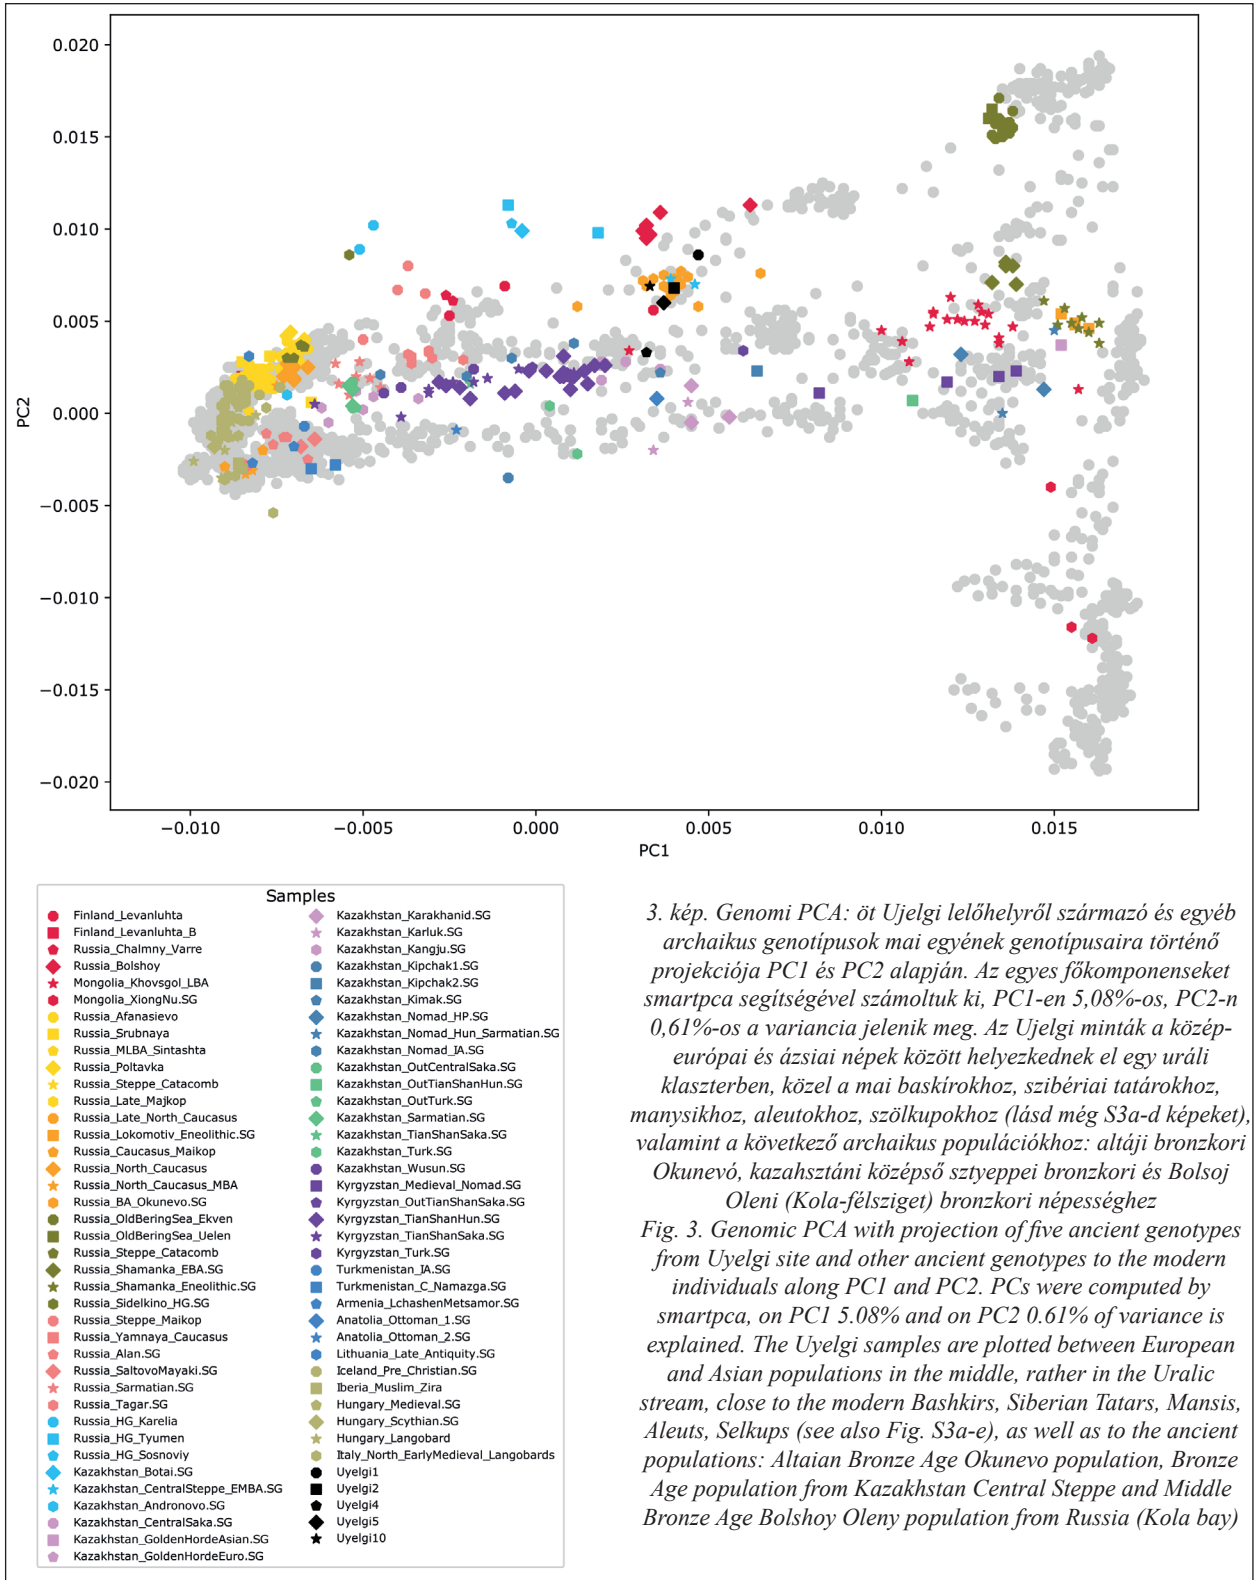 0.020
0.015
0.010
0.005
0.000
−0.005
−0.010
−0.015
−0.020
PC2
−0.010
−0.005
0.000
0.005
0.010
0.015
PC1
Samples
Finland_Levanluhta
Finland_Levanluhta_B
Russia_Chalmny_Varre
Russia_Bolshoy
Mongolia_Khovsgol_LBA
Mongolia_XiongNu.SG
Russia_Afanasievo
Russia_Srubnaya
Russia_MLBA_Sintashta
Russia_Poltavka
Russia_Steppe_Catacomb
Russia_Late_Majkop
Russia_Late_North_Caucasus
Russia_Lokomotiv_Eneolithic.SG
Russia_Caucasus_Maikop
Russia_North_Caucasus
Russia_North_Caucasus_MBA
Russia_BA_Okunevo.SG
Russia_OldBeringSea_Ekven
Russia_OldBeringSea_Uelen
Russia_Steppe_Catacomb
Russia_Shamanka_EBA.SG
Russia_Shamanka_Eneolithic.SG
Russia_Sidelkino_HG.SG
Russia_Steppe_Maikop
Russia_Yamnaya_Caucasus
Russia_Alan.SG
Russia_SaltovoMayaki.SG
Russia_Sarmatian.SG
Russia_Tagar.SG
Russia_HG_Karelia
Russia_HG_Tyumen
Russia_HG_Sosnoviy
Kazakhstan_Botai.SG
Kazakhstan_CentralSteppe_EMBA.SG
Kazakhstan_Andronovo.SG
Kazakhstan_CentralSaka.SG
Kazakhstan_GoldenHordeAsian.SG
Kazakhstan_GoldenHordeEuro.SG
Kazakhstan_Karakhanid.SG
Kazakhstan_Karluk.SG
Kazakhstan_Kangju.SG
Kazakhstan_Kipchak1.SG
Kazakhstan_Kipchak2.SG
Kazakhstan_Kimak.SG
Kazakhstan_Nomad_HP.SG
Kazakhstan_Nomad_Hun_Sarmatian.SG
Kazakhstan_Nomad_IA.SG
Kazakhstan_OutCentralSaka.SG
Kazakhstan_OutTianShanHun.SG
Kazakhstan_OutTurk.SG
Kazakhstan_Sarmatian.SG
Kazakhstan_TianShanSaka.SG
Kazakhstan_Turk.SG
Kazakhstan_Wusun.SG
Kyrgyzstan_Medieval_Nomad.SG
Kyrgyzstan_OutTianShanSaka.SG
Kyrgyzstan_TianShanHun.SG
Kyrgyzstan_TianShanSaka.SG
Kyrgyzstan_Turk.SG
Turkmenistan_IA.SG
Turkmenistan_C_Namazga.SG
Armenia_LchashenMetsamor.SG
Anatolia_Ottoman_1.SG
Anatolia_Ottoman_2.SG
Lithuania_Late_Antiquity.SG
Iceland_Pre_Christian.SG
Iberia_Muslim_Zira
Hungary_Medieval.SG
Hungary_Scythian.SG
Hungary_Langobard
Italy_North_EarlyMedieval_Langobards
Uyelgi1
Uyelgi2
Uyelgi4
Uyelgi5
Uyelgi10
3. kép. Genomi PCA: öt Ujelgi lelőhelyről származó és egyéb
archaikus genotípusok mai egyének genotípusaira történő
projekciója PC1 és PC2 alapján. Az egyes főkomponenseket
smartpca segítségével számoltuk ki, PC1-en 5,08%-os, PC2-n
0,61%-os a variancia jelenik meg. Az Ujelgi minták a közép-
európai és ázsiai népek között helyezkednek el egy uráli
klaszterben, közel a mai baskírokhoz, szibériai tatárokhoz,
manysikhoz, aleutokhoz, szölkupokhoz (lásd még S3a-d képeket),
valamint a következő archaikus populációkhoz: altáji bronzkori
Okunevó, kazahsztáni középső sztyeppei bronzkori és Bolsoj
Oleni (Kola-félsziget) bronzkori népességhez
Fig. 3. Genomic PCA with projection of five ancient genotypes
from Uyelgi site and other ancient genotypes to the modern
individuals along PC1 and PC2. PCs were computed by
smartpca, on PC1 5.08% and on PC2 0.61% of variance is
explained. The Uyelgi samples are plotted between European
and Asian populations in the middle, rather in the Uralic
stream, close to the modern Bashkirs, Siberian Tatars, Mansis,
Aleuts, Selkups (see also Fig. S3a-e), as well as to the ancient
populations: Altaian Bronze Age Okunevo population, Bronze
Age population from Kazakhstan Central Steppe and Middle
Bronze Age Bolshoy Oleny population from Russia (Kola bay)